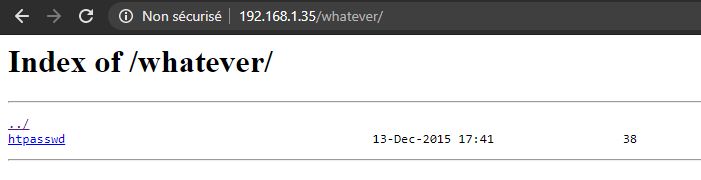 Non sécurisé 192.168.1.35/whatever/
Index of /whatever/
../
htpasswd 13-Dec-2015 17:41 38